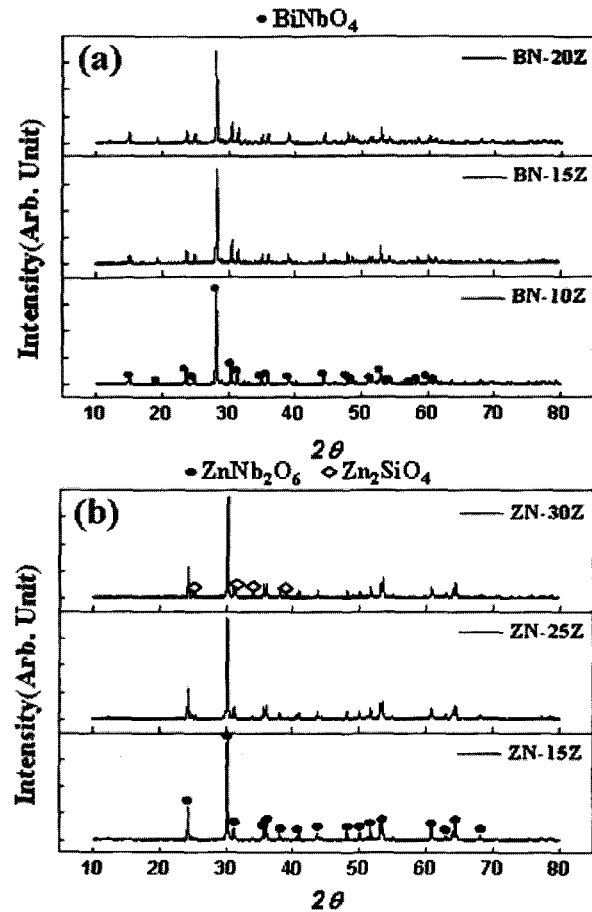 ● BiNbO₄
(a)
BN-20Z
BN-15Z
BN-10Z
Intensity(Arb. Unit)
10 20 30 40 50 60 70 80
2θ
● ZnNb₂O₆ ◇ Zn₂SiO₄
(b)
ZN-30Z
ZN-25Z
ZN-15Z
Intensity(Arb. Unit)
10 20 30 40 50 60 70 80
2θ